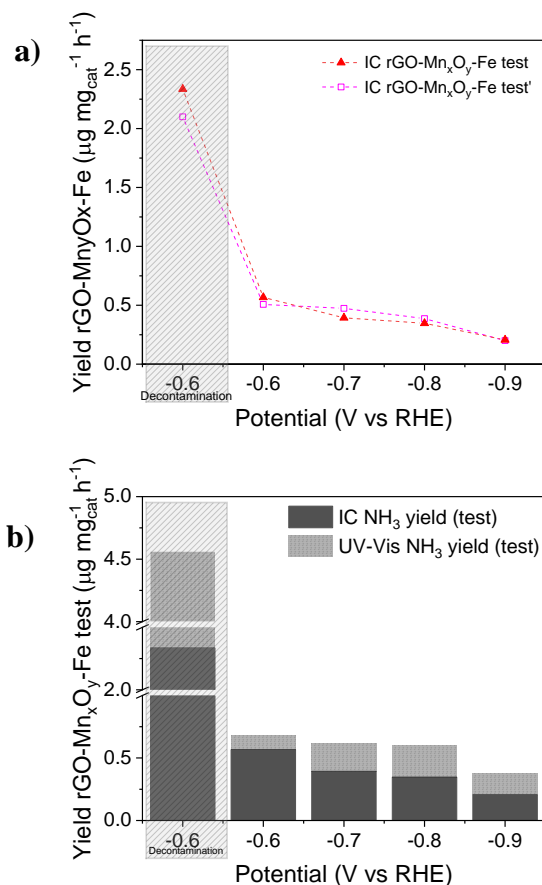 a)
IC rGO-MnxOy-Fe test
IC rGO-MnxOy-Fe test'
Yield rGO-MnyOx-Fe (μg mgcat⁻¹ h⁻¹)
2.5
2.0
1.5
1.0
0.5
0.0
-0.6 -0.6 -0.7 -0.8 -0.9
Decontamination
Potential (V vs RHE)
b)
IC NH₃ yield (test)
UV-Vis NH₃ yield (test)
Yield rGO-MnxOy-Fe test (μg mgcat⁻¹ h⁻¹)
5.0
4.5
4.0
2.0
0.5
0.0
-0.6 -0.6 -0.7 -0.8 -0.9
Decontamination
Potential (V vs RHE)